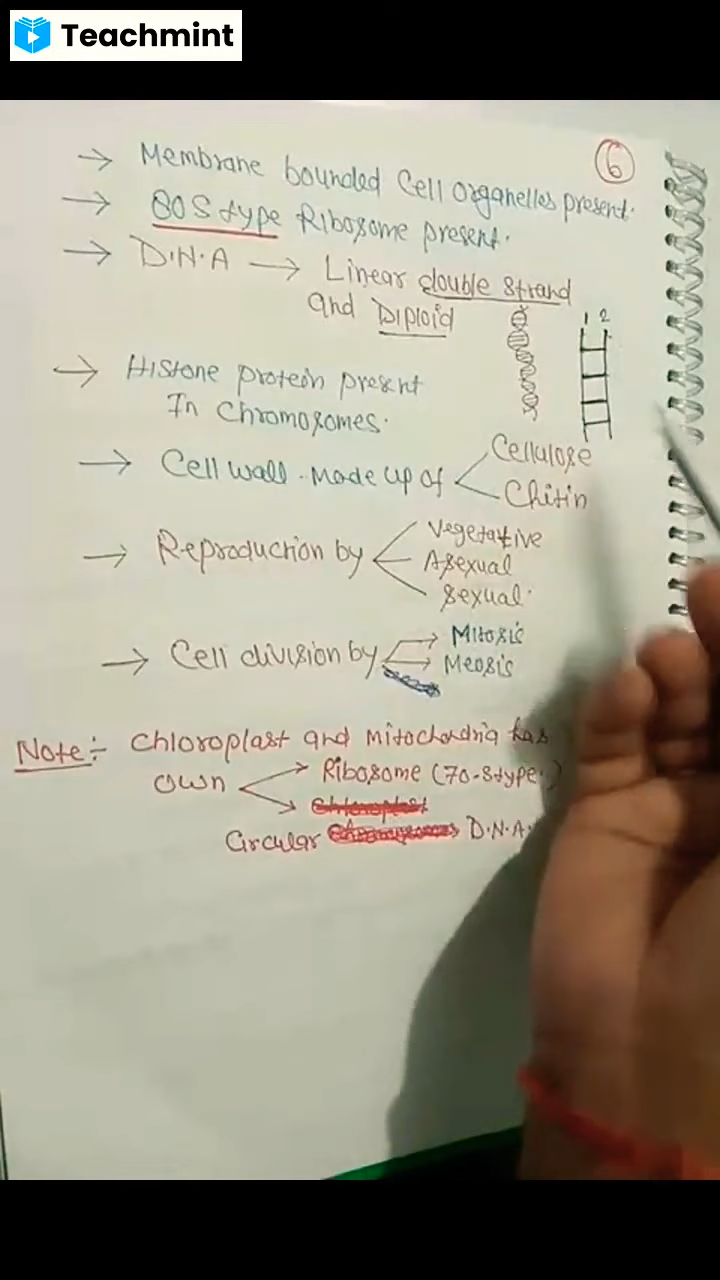 Teachmint
6
→ Membrane bounded Cell Organelles present.
→ 80 S type Ribosome present.
→ D.N.A → Linear double strand
and Diploid
1 2
→ Histone protein present
In Chromosomes.
→ Cell wall . Made up of
Cellulose
Chitin
→ Reproduction by
Vegetative
Asexual
Sexual.
→ Cell division by
→ Mitosis
→ Meosis
Note:- Chloroplast and mitochondria has
own
Ribosome (70-Stype.)
Circular D.N.A.